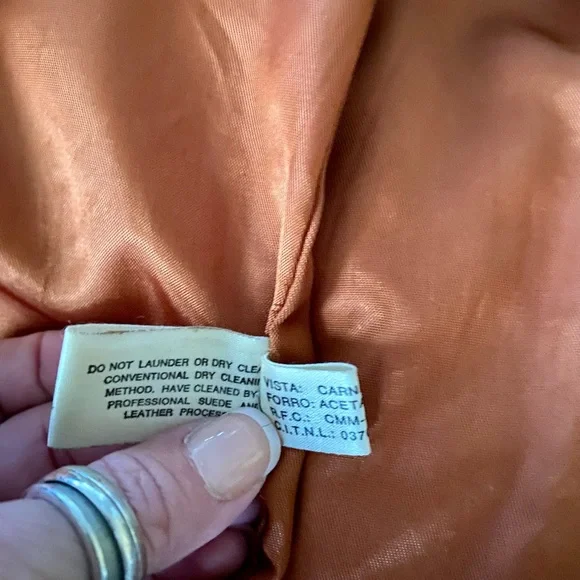 DO NOT LAUNDER OR DRY CLEA
CONVENTIONAL DRY CLEANIN
METHOD. HAVE CLEANED BY
PROFESSIONAL SUEDE AN
LEATHER PROCES
VISTA: CARN
FORRO: ACETA
R.F.C.: CMM-
C.I.T.N.L.: 037